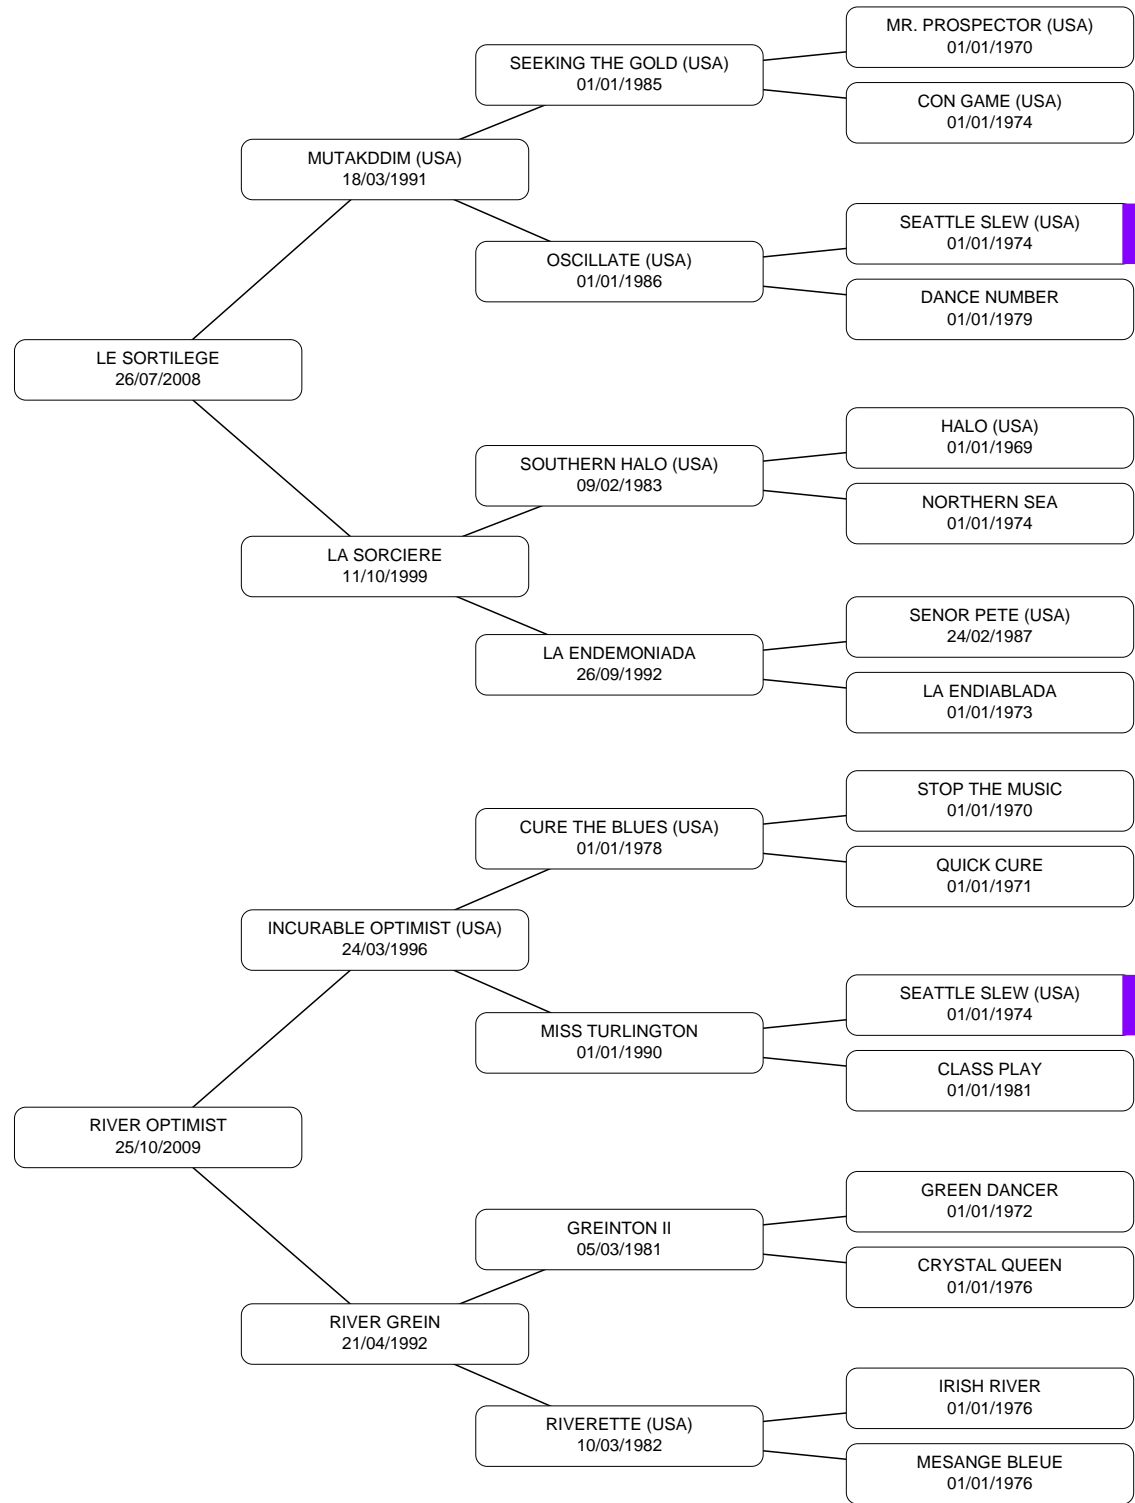 MR. PROSPECTOR (USA)
01/01/1970
SEEKING THE GOLD (USA)
01/01/1985
CON GAME (USA)
01/01/1974
MUTAKDDIM (USA)
18/03/1991
SEATTLE SLEW (USA)
01/01/1974
OSCILLATE (USA)
01/01/1986
DANCE NUMBER
01/01/1979
LE SORTILEGE
26/07/2008
HALO (USA)
01/01/1969
SOUTHERN HALO (USA)
09/02/1983
NORTHERN SEA
01/01/1974
LA SORCIERE
11/10/1999
SENOR PETE (USA)
24/02/1987
LA ENDEMONIADA
26/09/1992
LA ENDIABLADA
01/01/1973
STOP THE MUSIC
01/01/1970
CURE THE BLUES (USA)
01/01/1978
QUICK CURE
01/01/1971
INCURABLE OPTIMIST (USA)
24/03/1996
SEATTLE SLEW (USA)
01/01/1974
MISS TURLINGTON
01/01/1990
CLASS PLAY
01/01/1981
RIVER OPTIMIST
25/10/2009
GREEN DANCER
01/01/1972
GREINTON II
05/03/1981
CRYSTAL QUEEN
01/01/1976
RIVER GREIN
21/04/1992
IRISH RIVER
01/01/1976
RIVERETTE (USA)
10/03/1982
MESANGE BLEUE
01/01/1976